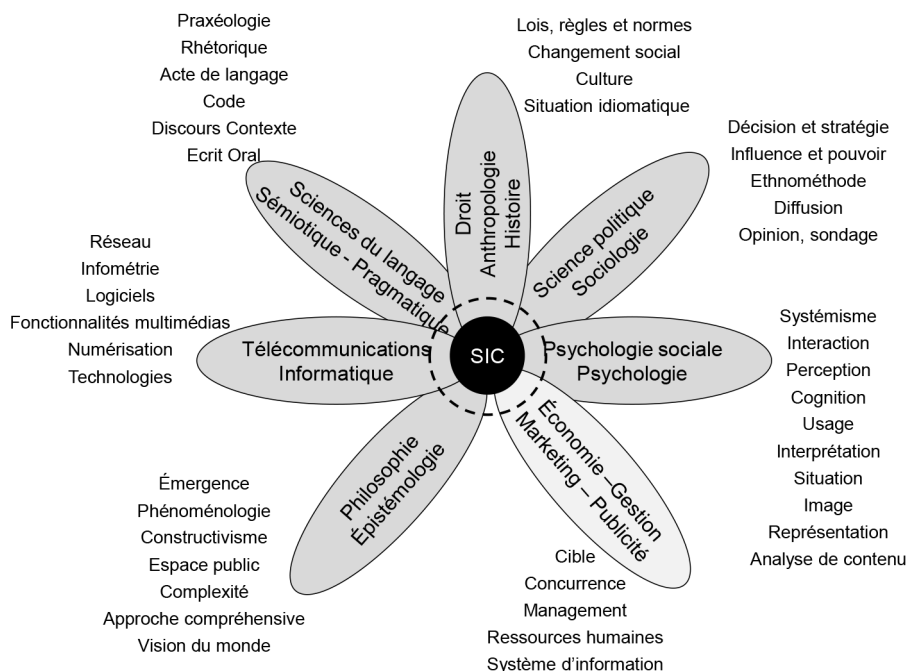 Praxéologie
Rhétorique
Acte de langage
Code
Discours Contexte
Ecrit Oral
Lois, règles et normes
Changement social
Culture
Situation idiomatique
Décision et stratégie
Influence et pouvoir
Ethnométhode
Diffusion
Opinion, sondage
Sciences du langage
Sémiotique - Pragmatique
Droit
Anthropologie
Histoire
Science politique
Sociologie
Réseau
Infométrie
Logiciels
Fonctionnalités multimédias
Numérisation
Technologies
Télécommunications
Informatique
SIC
Psychologie sociale
Psychologie
Systémisme
Interaction
Perception
Cognition
Usage
Interprétation
Situation
Image
Représentation
Analyse de contenu
Philosophie
Épistémologie
Économie –Gestion
Marketing – Publicité
Émergence
Phénoménologie
Constructivisme
Espace public
Complexité
Approche compréhensive
Vision du monde
Cible
Concurrence
Management
Ressources humaines
Système d'information